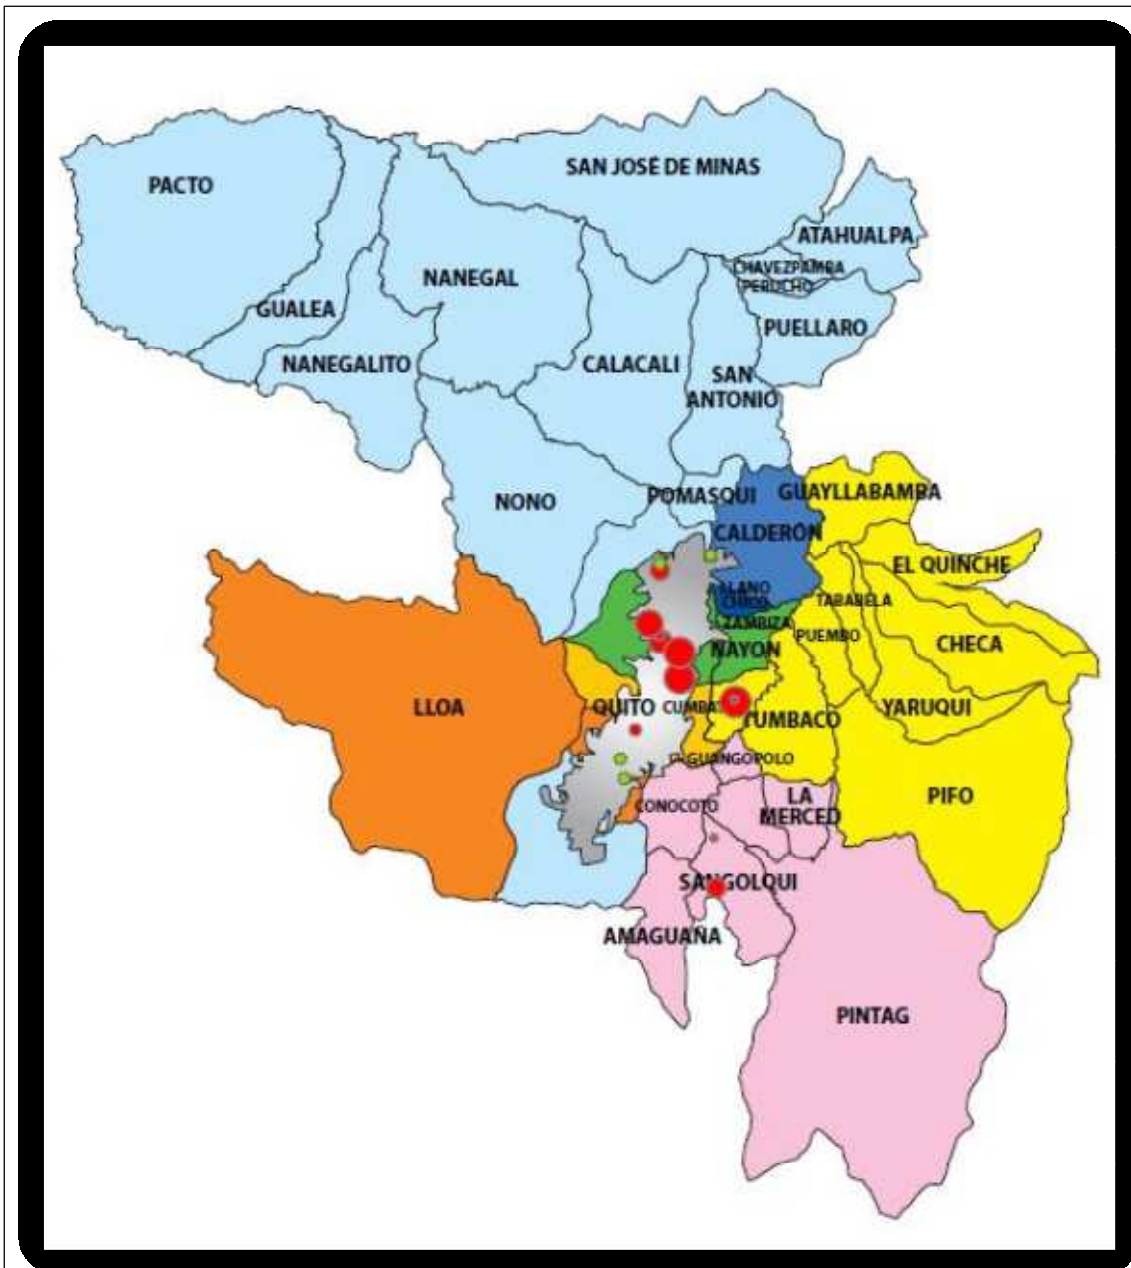 SAN JOSÉ DE MINAS
PACTO
ATAHUALPA
CHAVEZPAMBA
PERUCHO
NANEGAL
GUALEA
PUELLARO
NANEGALITO
CALACALI
SAN
ANTONIO
POMASQUI
GUAYLLABAMBA
NONO
CALDERÓN
EL QUINCHE
LLANO
CHICO
TABABELA
ZAMBIZA
PUEMBO
NAYON
CHECA
LLOA
QUITO
YARUQUI
TUMBACO
GUANGOPOLO
PIFO
LA
MERCED
CONOCOTO
SANGOLQUI
AMAGUAÑA
PINTAG